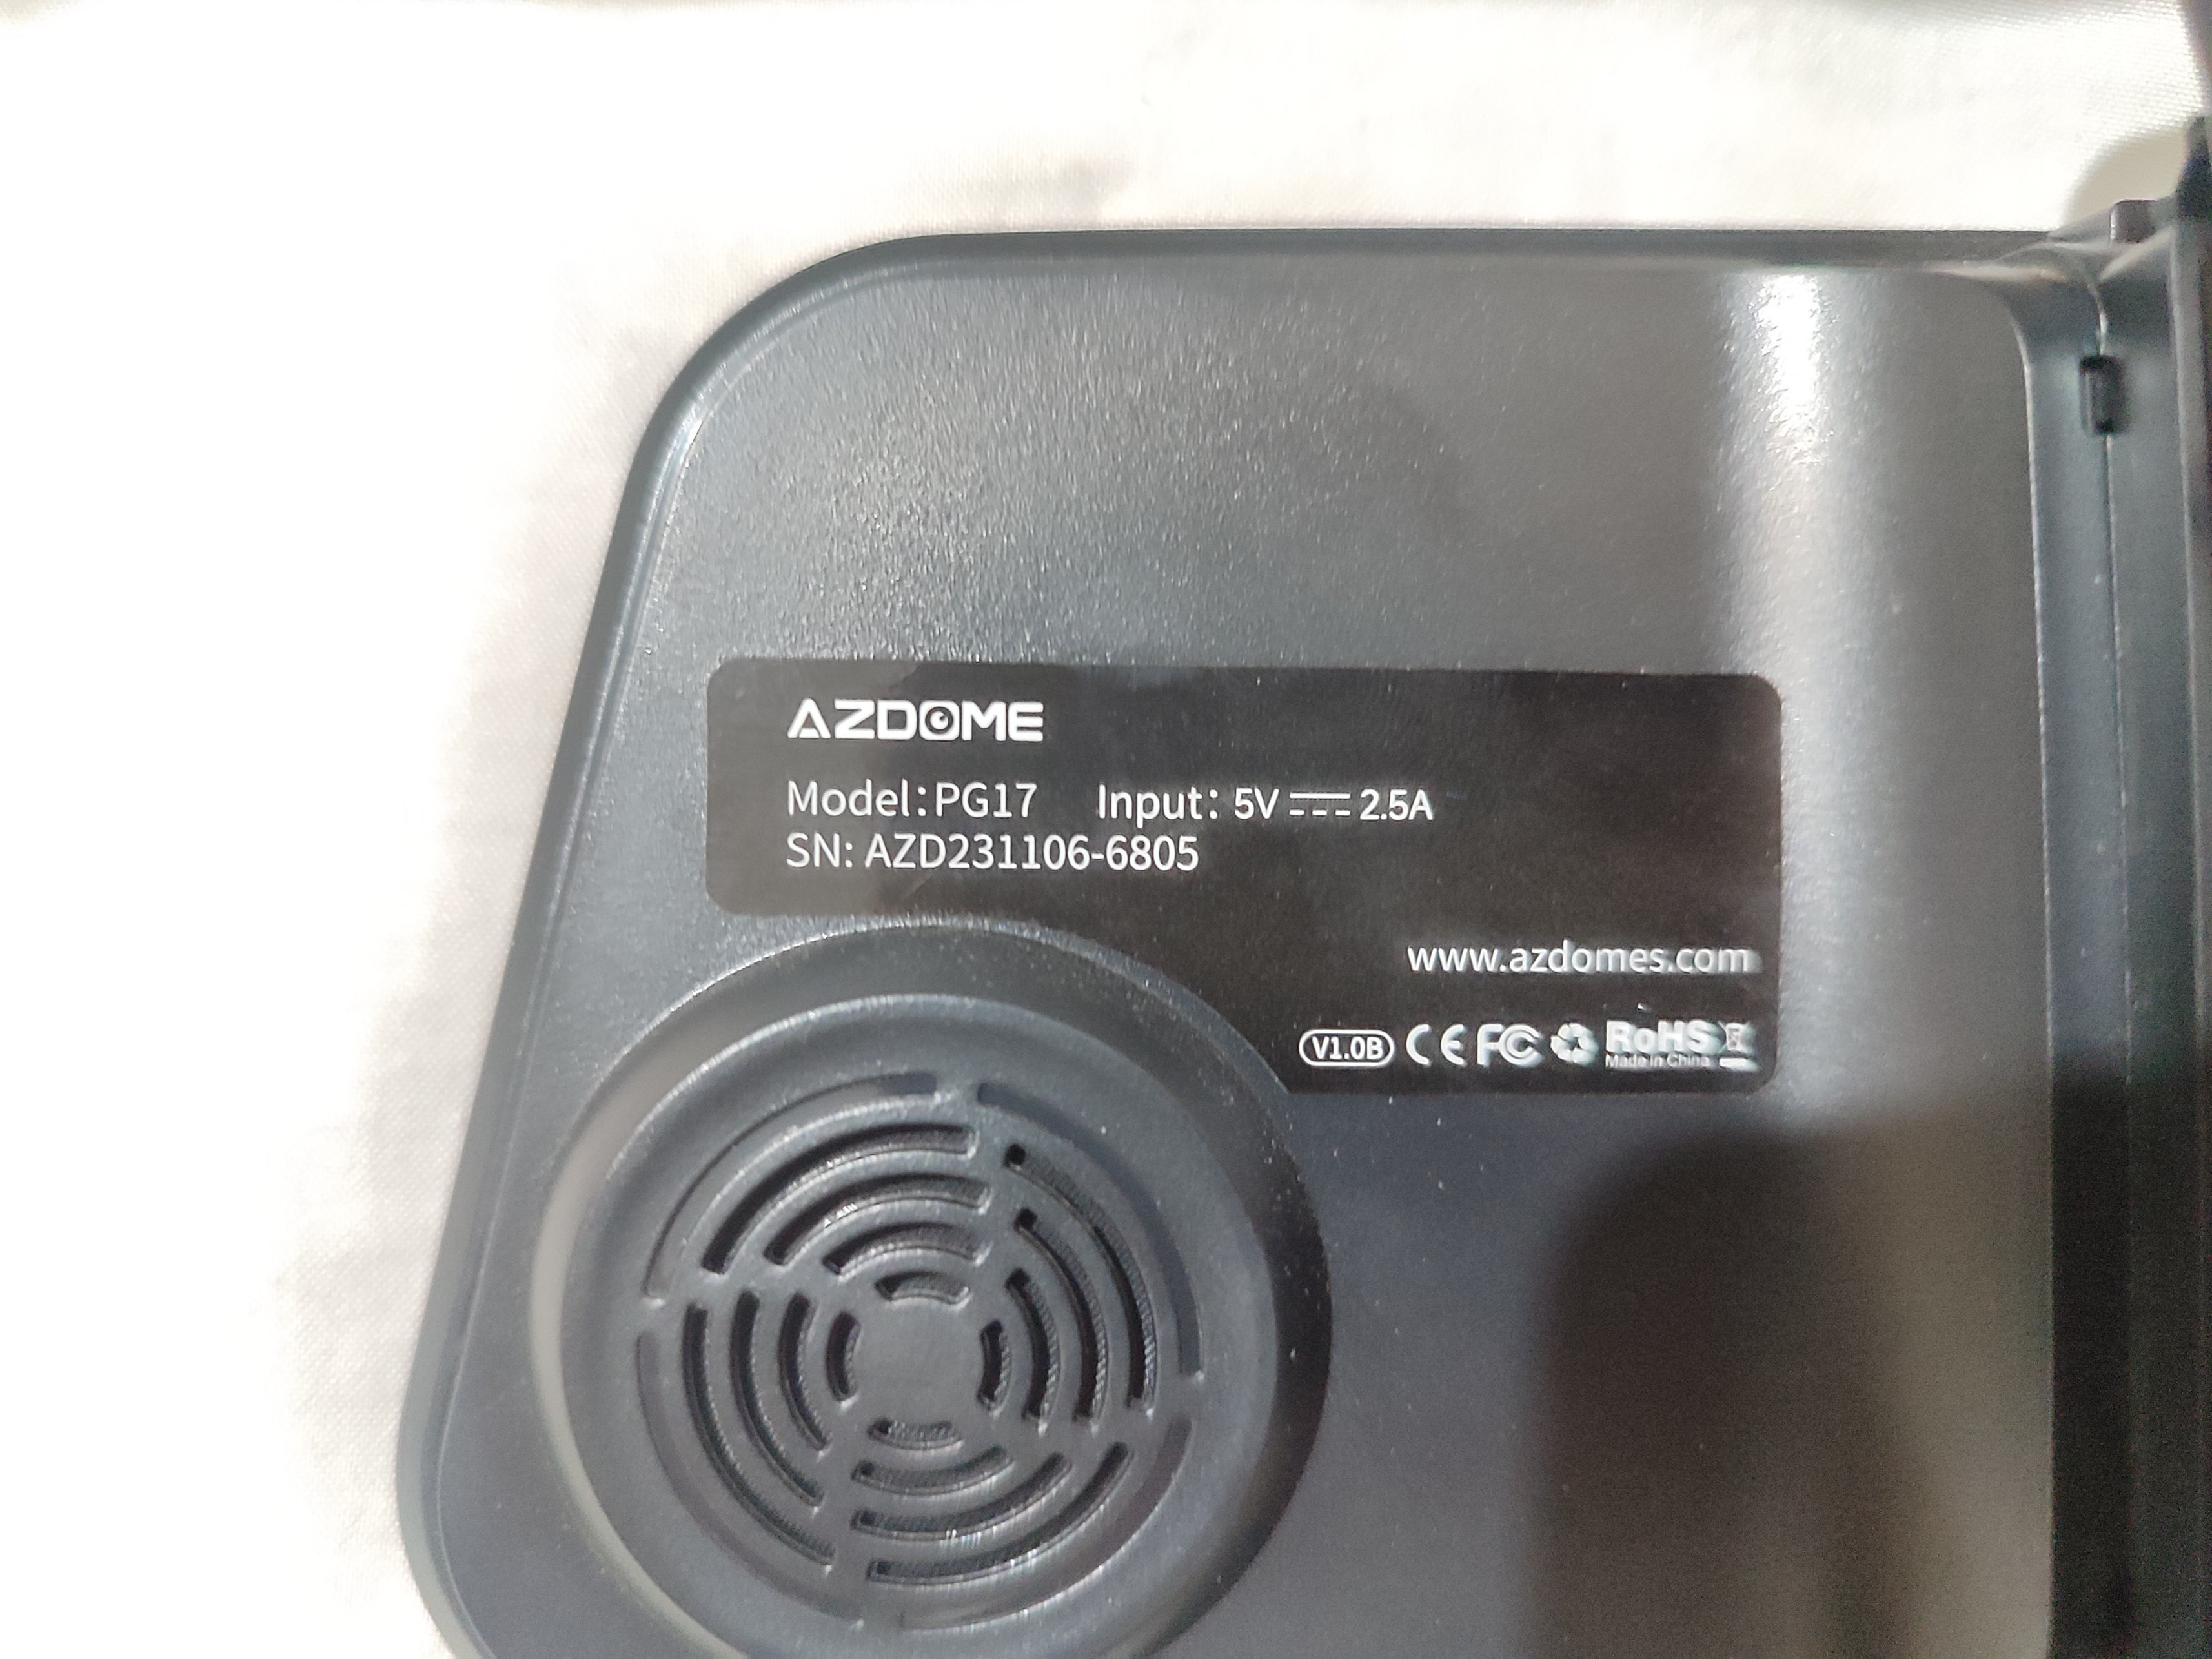 AZDOME
Model:PG17 Input: 5V 2.5A
SN: AZD231106-6805
www.azdomes.com
V1.0B CE FC RoHS
Made in China